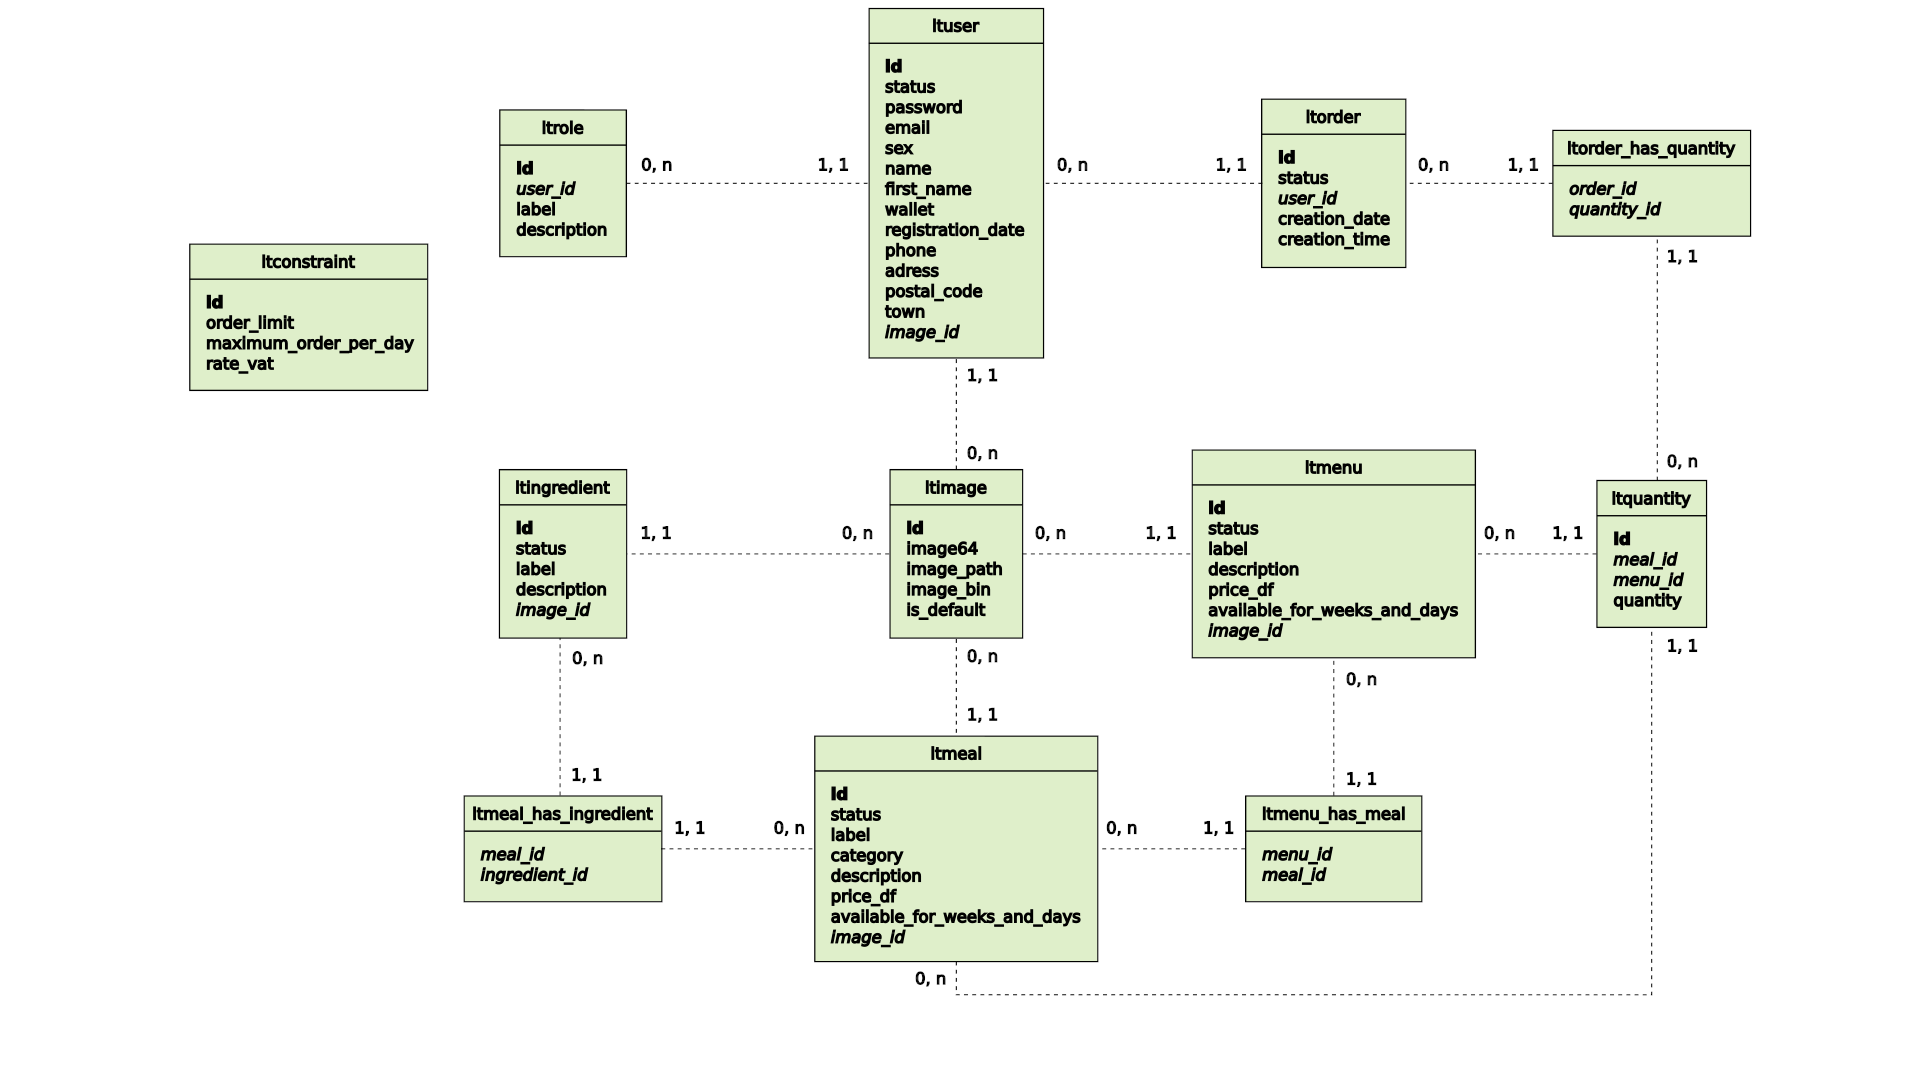 ltuser
id
status
password
email
sex
name
first_name
wallet
registration_date
phone
adress
postal_code
town
image_id
ltrole
id
user_id
label
description
0, n
1, 1
0, n
1, 1
ltorder
id
status
user_id
creation_date
creation_time
0, n
1, 1
ltorder_has_quantity
order_id
quantity_id
ltconstraint
id
order_limit
maximum_order_per_day
rate_vat
1, 1
0, n
1, 1
0, n
ltingredient
id
status
label
description
image_id
1, 1
0, n
ltimage
id
image64
image_path
image_bin
is_default
0, n
1, 1
ltmenu
id
status
label
description
price_df
available_for_weeks_and_days
image_id
0, n
1, 1
ltquantity
id
meal_id
menu_id
quantity
0, n
1, 1
0, n
1, 1
0, n
1, 1
1, 1
ltmeal_has_ingredient
meal_id
ingredient_id
1, 1
0, n
ltmeal
id
status
label
category
description
price_df
available_for_weeks_and_days
image_id
0, n
1, 1
ltmenu_has_meal
menu_id
meal_id
0, n